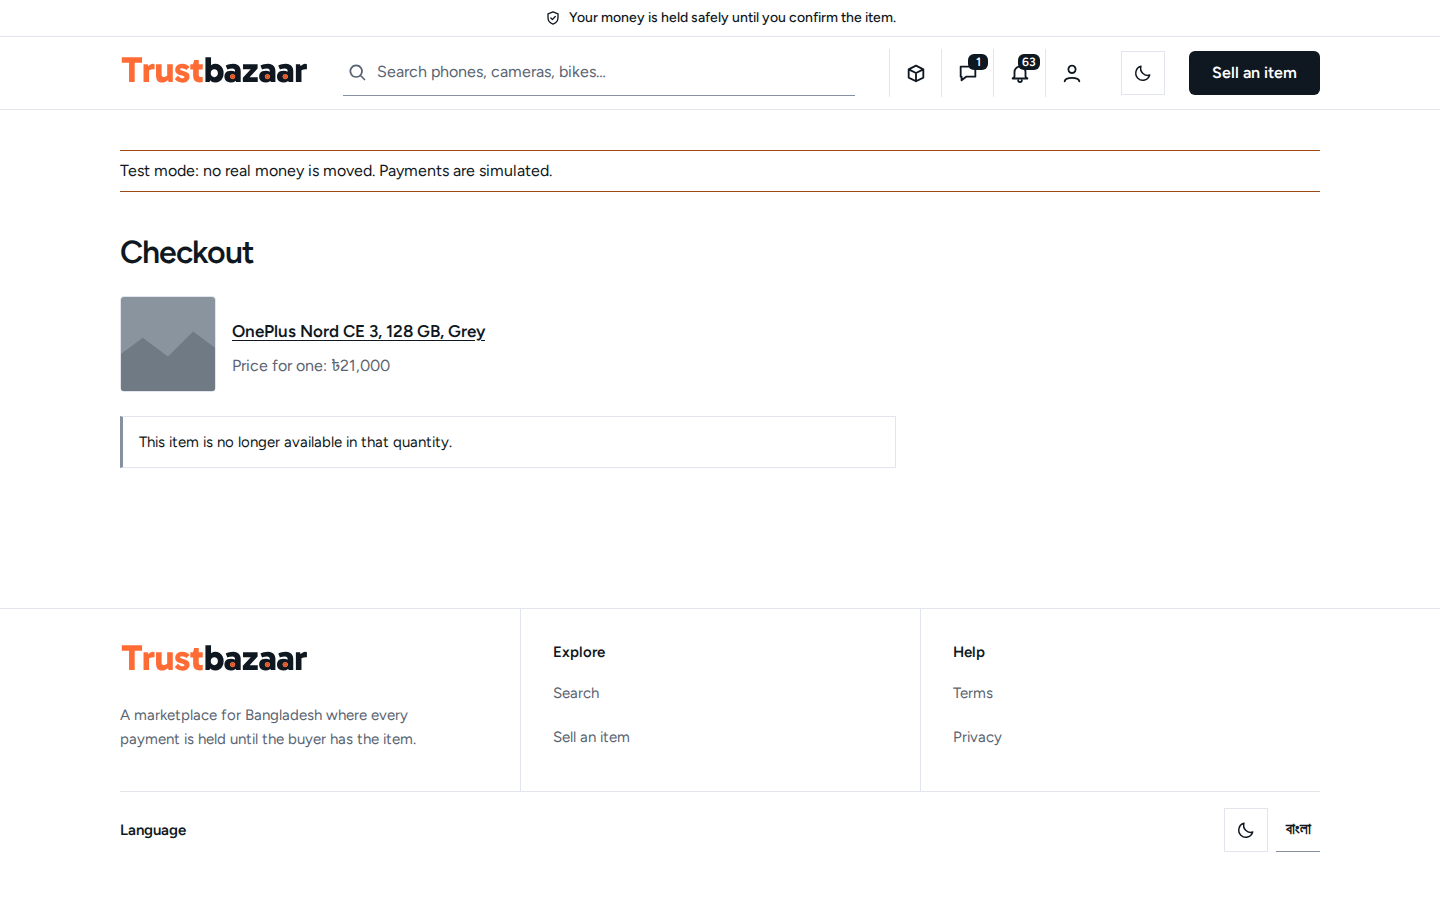 Your money is held safely until you confirm the item.
Trustbazaar
Search phones, cameras, bikes...
1
63
Sell an item
Test mode: no real money is moved. Payments are simulated.
Checkout
OnePlus Nord CE 3, 128 GB, Grey
Price for one: ৳21,000
This item is no longer available in that quantity.
Trustbazaar
A marketplace for Bangladesh where every
payment is held until the buyer has the item.
Explore
Search
Sell an item
Help
Terms
Privacy
Language
বাংলা